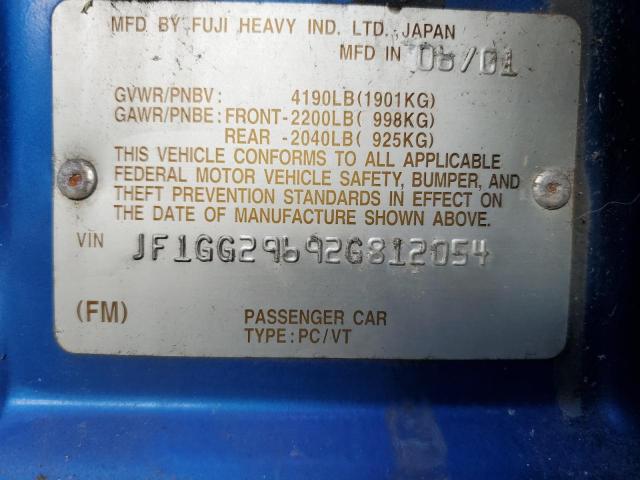 MFD BY FUJI HEAVY IND. LTD. JAPAN
MFD IN 06/01
GVWR/PNBV: 4190LB(1901KG)
GAWR/PNBE: FRONT-2200LB( 998KG)
REAR -2040LB( 925KG)
THIS VEHICLE CONFORMS TO ALL APPLICABLE
FEDERAL MOTOR VEHICLE SAFETY, BUMPER, AND
THEFT PREVENTION STANDARDS IN EFFECT ON
THE DATE OF MANUFACTURE SHOWN ABOVE.
VIN JF1GG29692G812054
(FM) PASSENGER CAR
TYPE: PC/VT